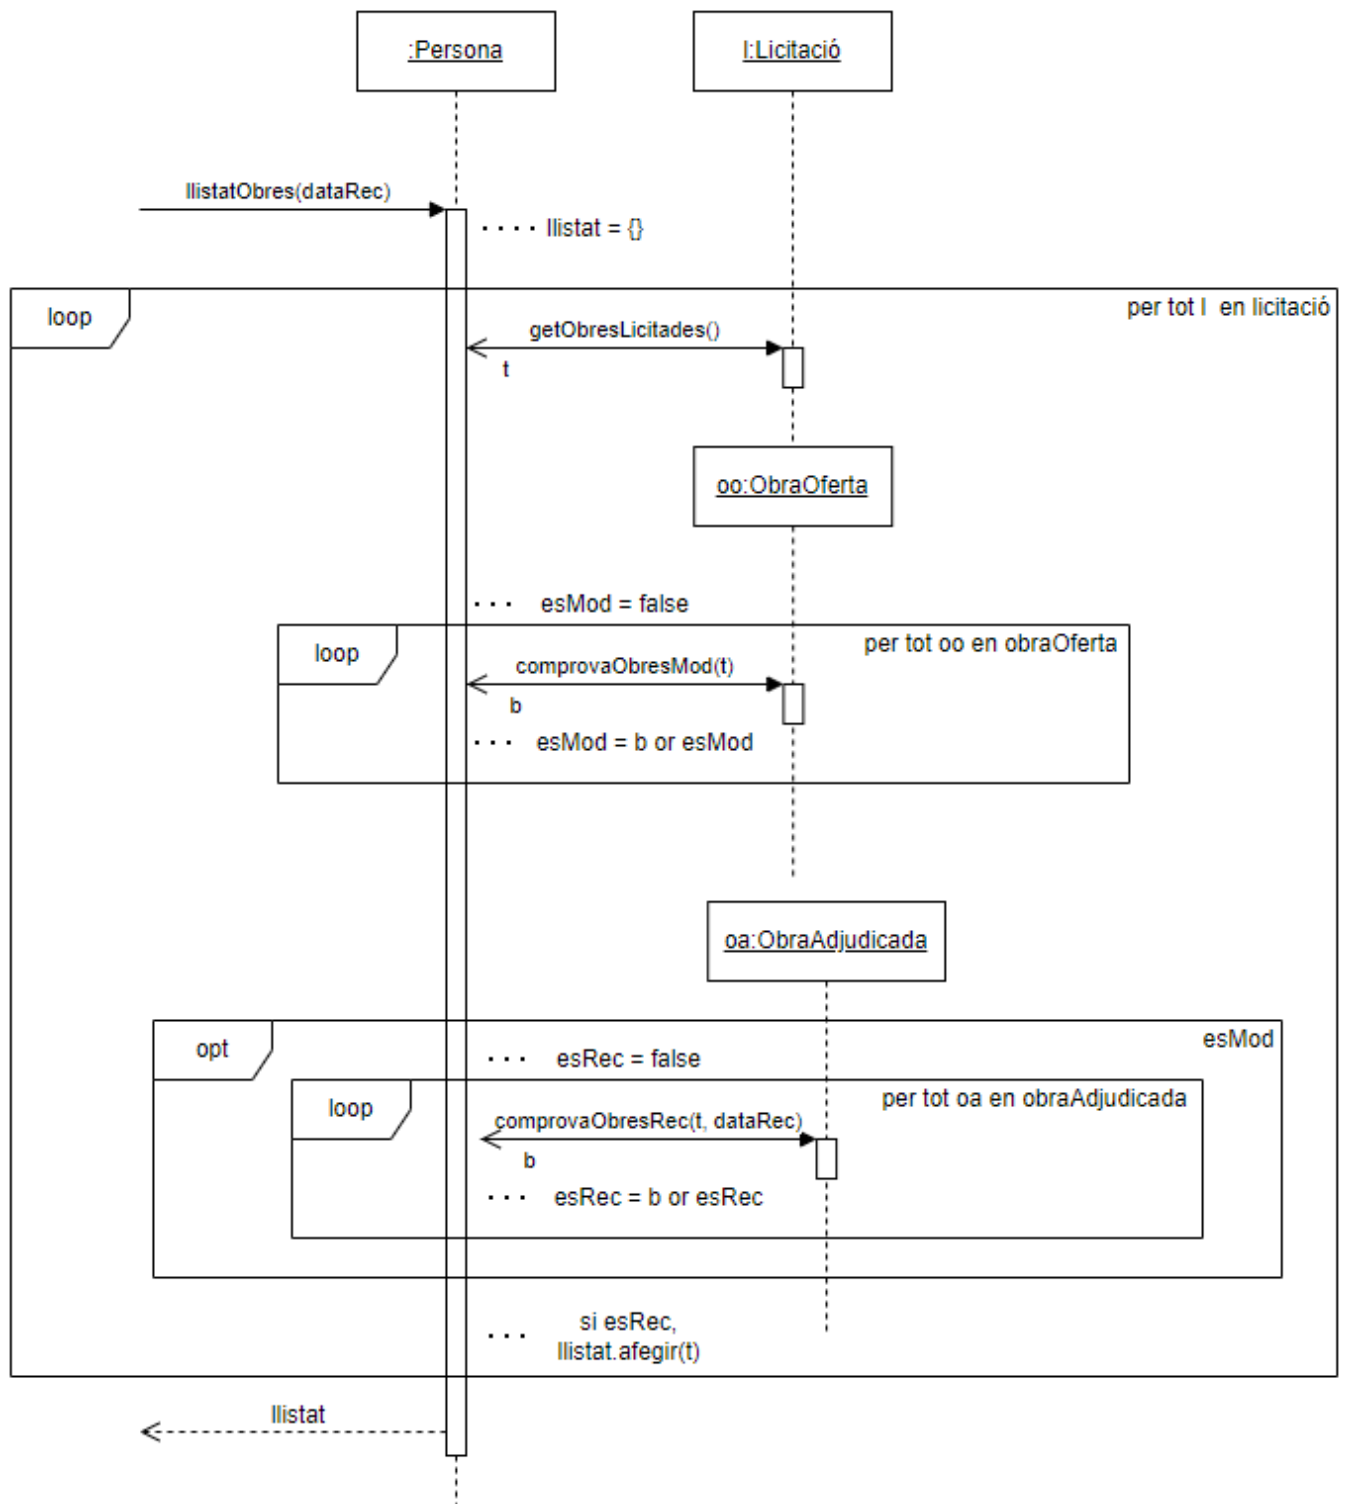 :Persona
l:Licitació
llistatObres(dataRec)
llistat = {}
loop
per tot l en licitació
getObresLicitades()
t
oo:ObraOferta
esMod = false
loop
per tot oo en obraOferta
comprovaObresMod(t)
b
esMod = b or esMod
oa:ObraAdjudicada
opt
esMod
esRec = false
loop
per tot oa en obraAdjudicada
comprovaObresRec(t, dataRec)
b
esRec = b or esRec
si esRec,
llistat.afegir(t)
llistat